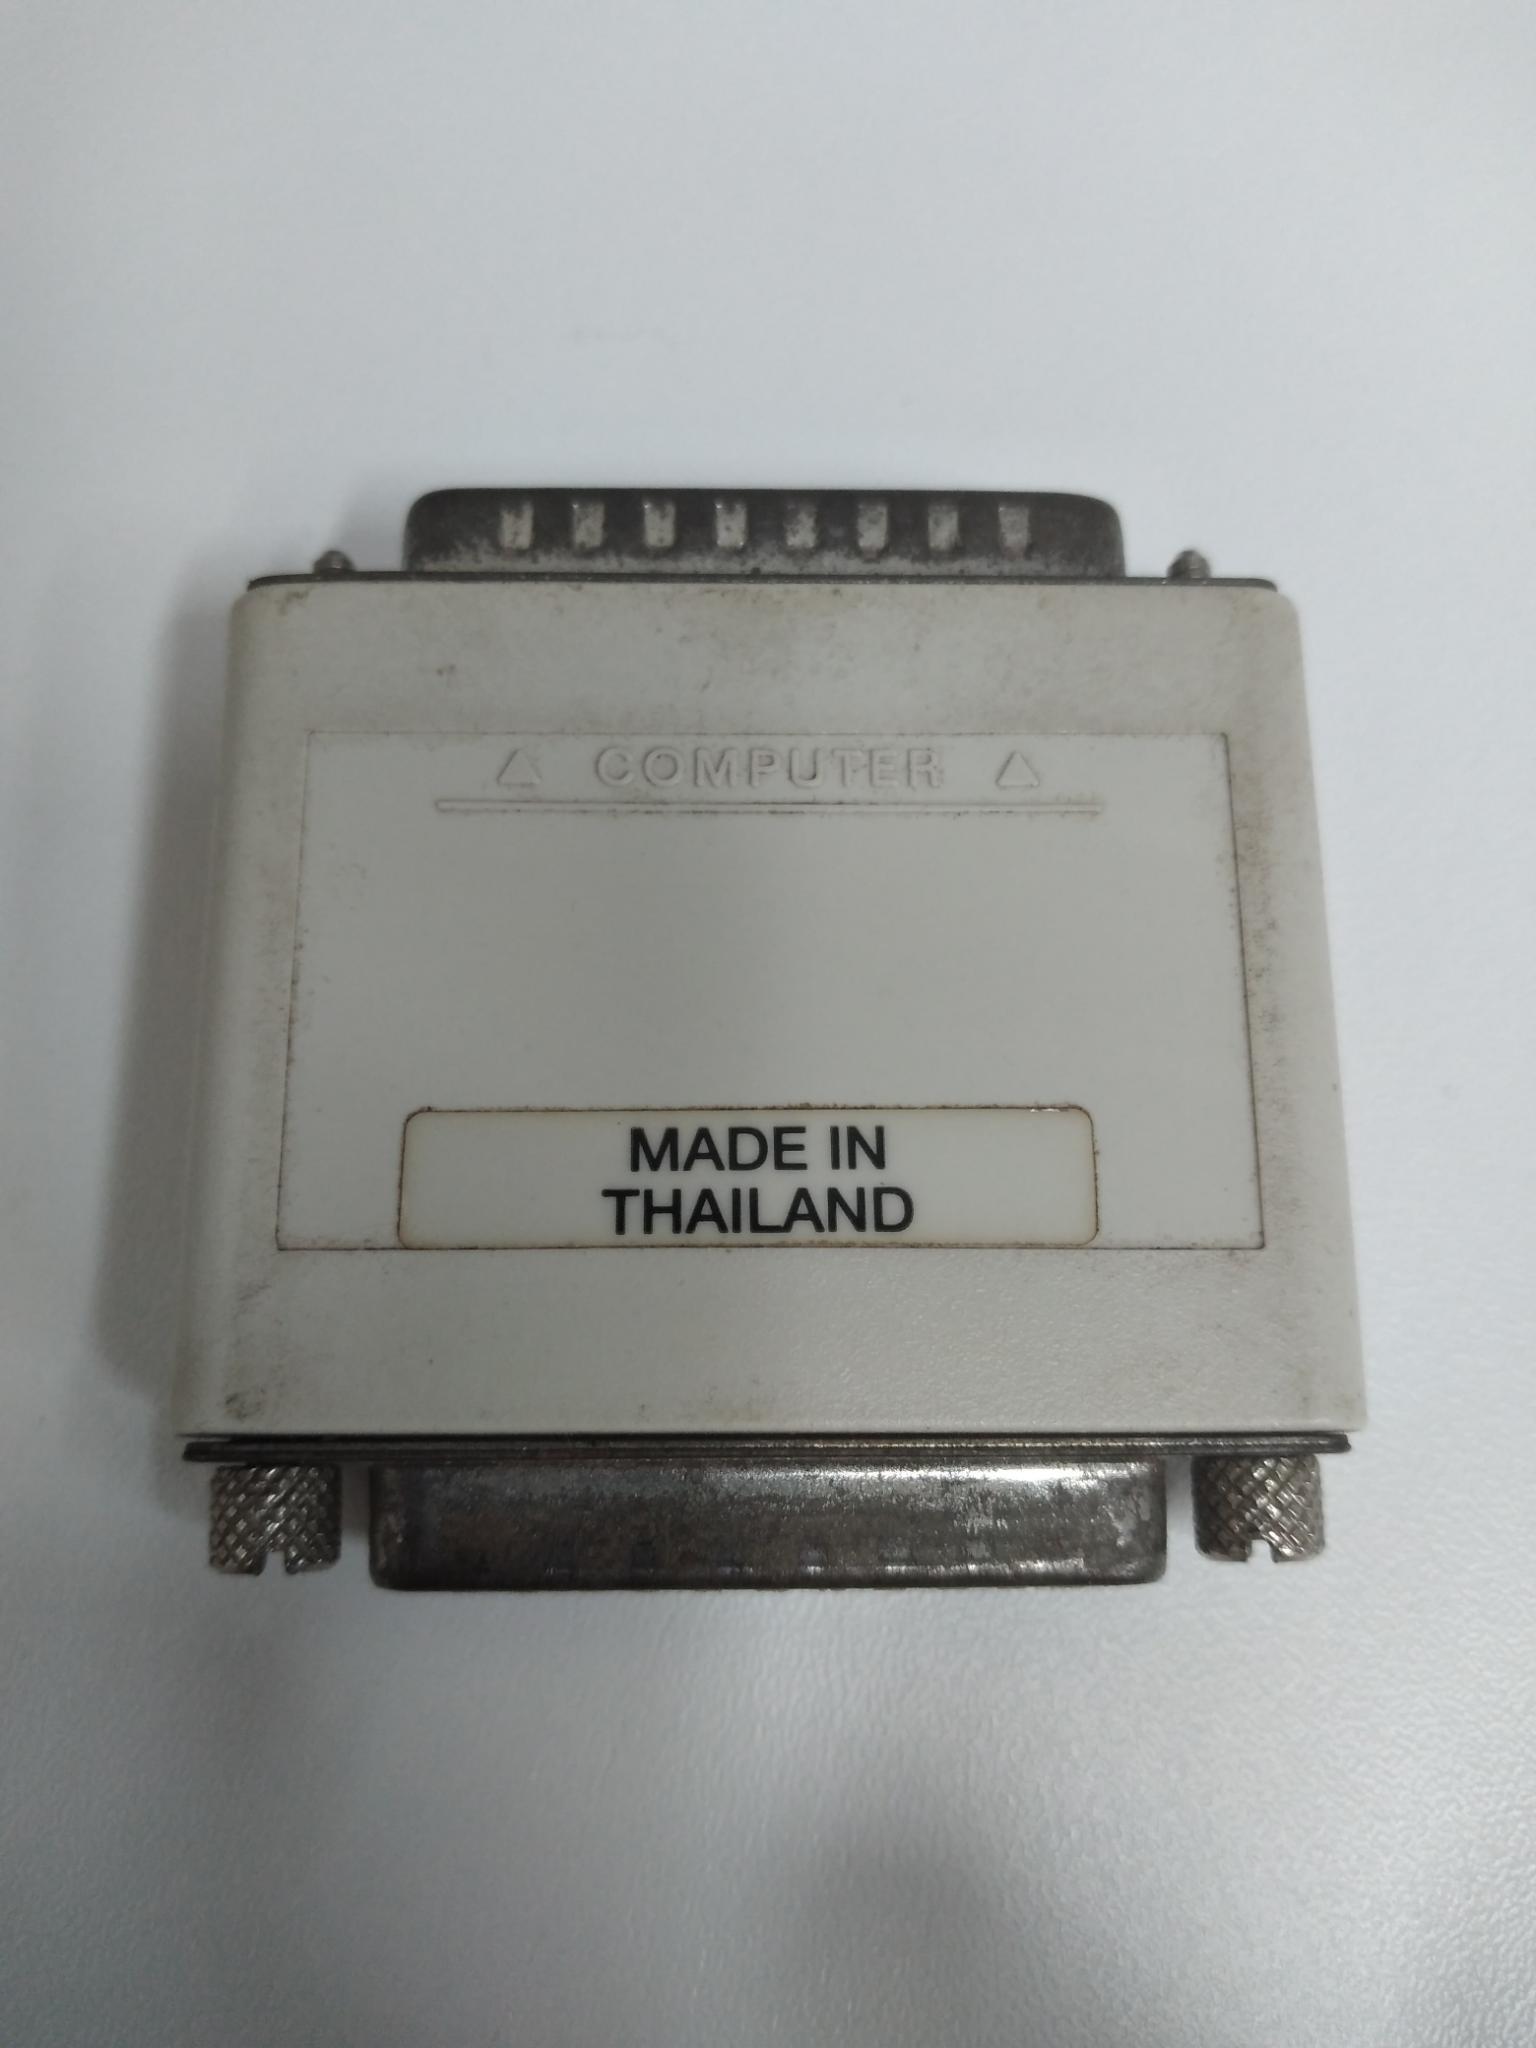 △ COMPUTER △
MADE IN
THAILAND